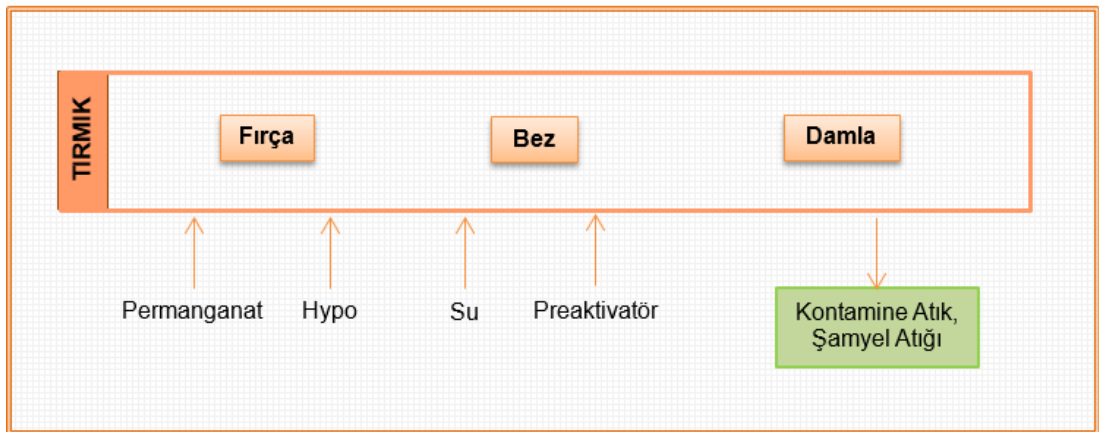 TIRMIK
Fırça
Bez
Damla
Permanganat
Hypo
Su
Preaktivatör
Kontamine Atık,
Şamyel Atığı